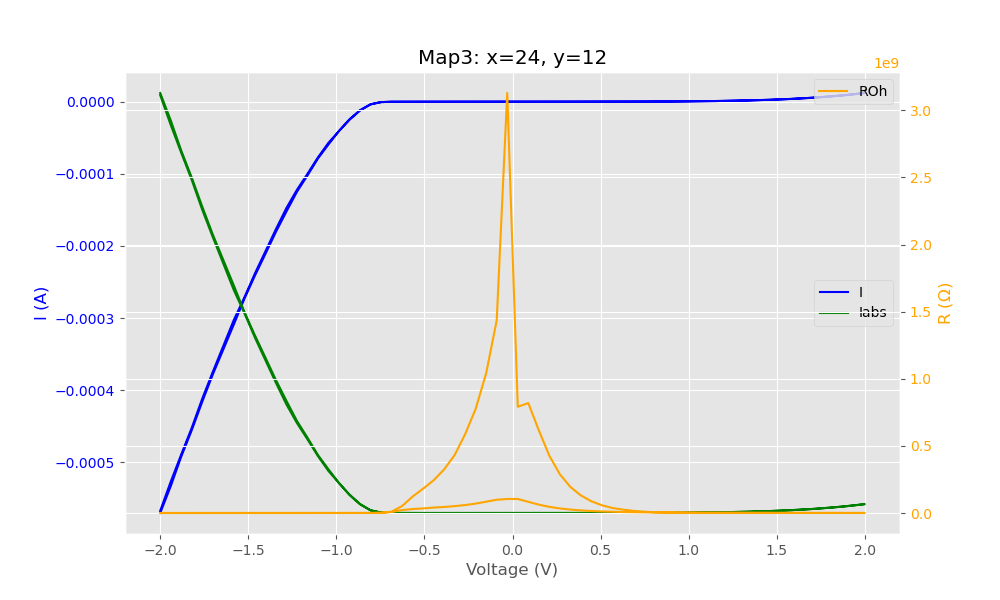 Map3: x=24, y=12
1e9
0.0000
−0.0001
−0.0002
−0.0003
−0.0004
−0.0005
I (A)
ROh
I
Iabs
3.0
2.5
2.0
1.5
1.0
0.5
0.0
R (Ω)
−2.0 −1.5 −1.0 −0.5 0.0 0.5 1.0 1.5 2.0
Voltage (V)